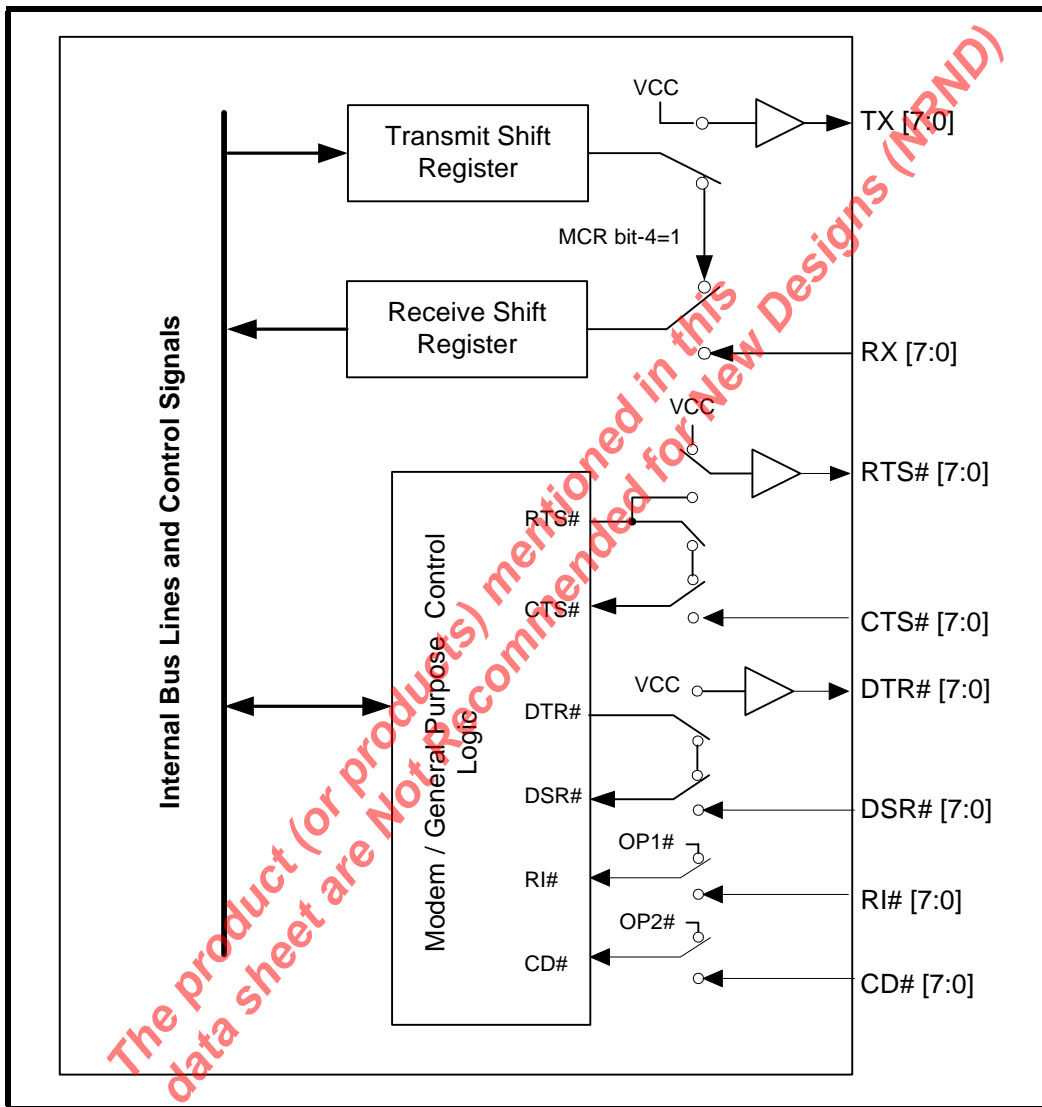 VCC
TX [7:0]
Transmit Shift
Register
MCR bit-4=1
Receive Shift
Register
RX [7:0]
Internal Bus Lines and Control Signals
VCC
RTS# [7:0]
RTS#
CTS#
CTS# [7:0]
VCC
DTR# [7:0]
DTR#
DSR#
DSR# [7:0]
OP1#
RI#
RI# [7:0]
OP2#
CD#
CD# [7:0]
Modem / General Purpose Control
Logic
The product (or products) mentioned in this
data sheet are Not Recommended for New Designs (NRND)